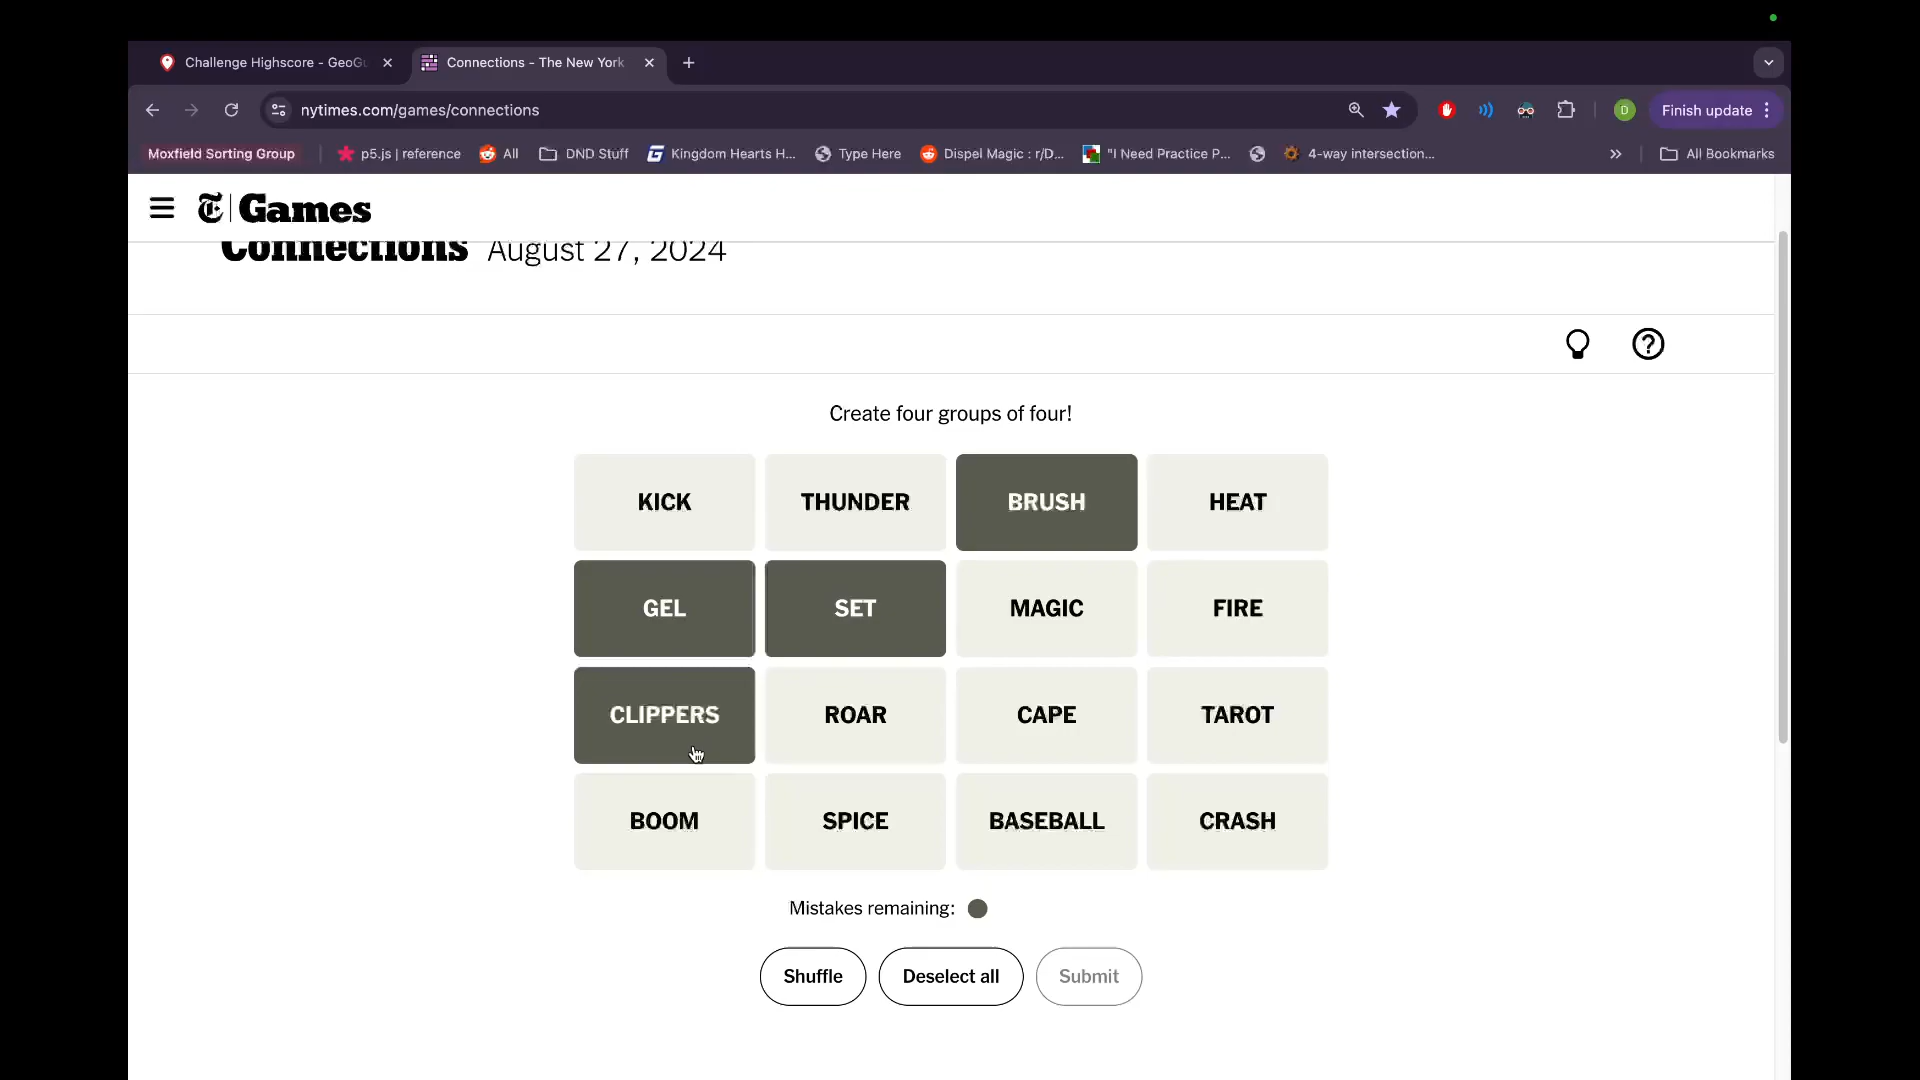 Challenge Highscore - GeoGu
Connections - The New York
nytimes.com/games/connections
D
Finish update
Moxfield Sorting Group
p5.js | reference
All
DND Stuff
Kingdom Hearts H...
Type Here
Dispel Magic : r/D...
"I Need Practice P...
4-way intersection...
»
All Bookmarks
T Games
Connections August 27, 2024
Create four groups of four!
KICK THUNDER BRUSH HEAT
GEL SET MAGIC FIRE
CLIPPERS ROAR CAPE TAROT
BOOM SPICE BASEBALL CRASH
Mistakes remaining:
Shuffle Deselect all Submit